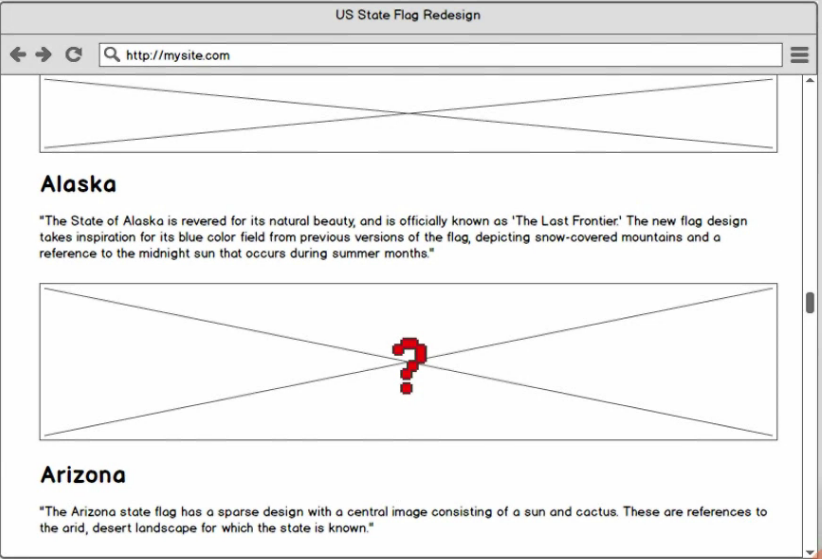 US State Flag Redesign
http://mysite.com
Alaska
"The State of Alaska is revered for its natural beauty, and is officially known as 'The Last Frontier.' The new flag design
takes inspiration for its blue color field from previous versions of the flag, depicting snow-covered mountains and a
reference to the midnight sun that occurs during summer months."
?
Arizona
"The Arizona state flag has a sparse design with a central image consisting of a sun and cactus. These are references to
the arid, desert landscape for which the state is known."